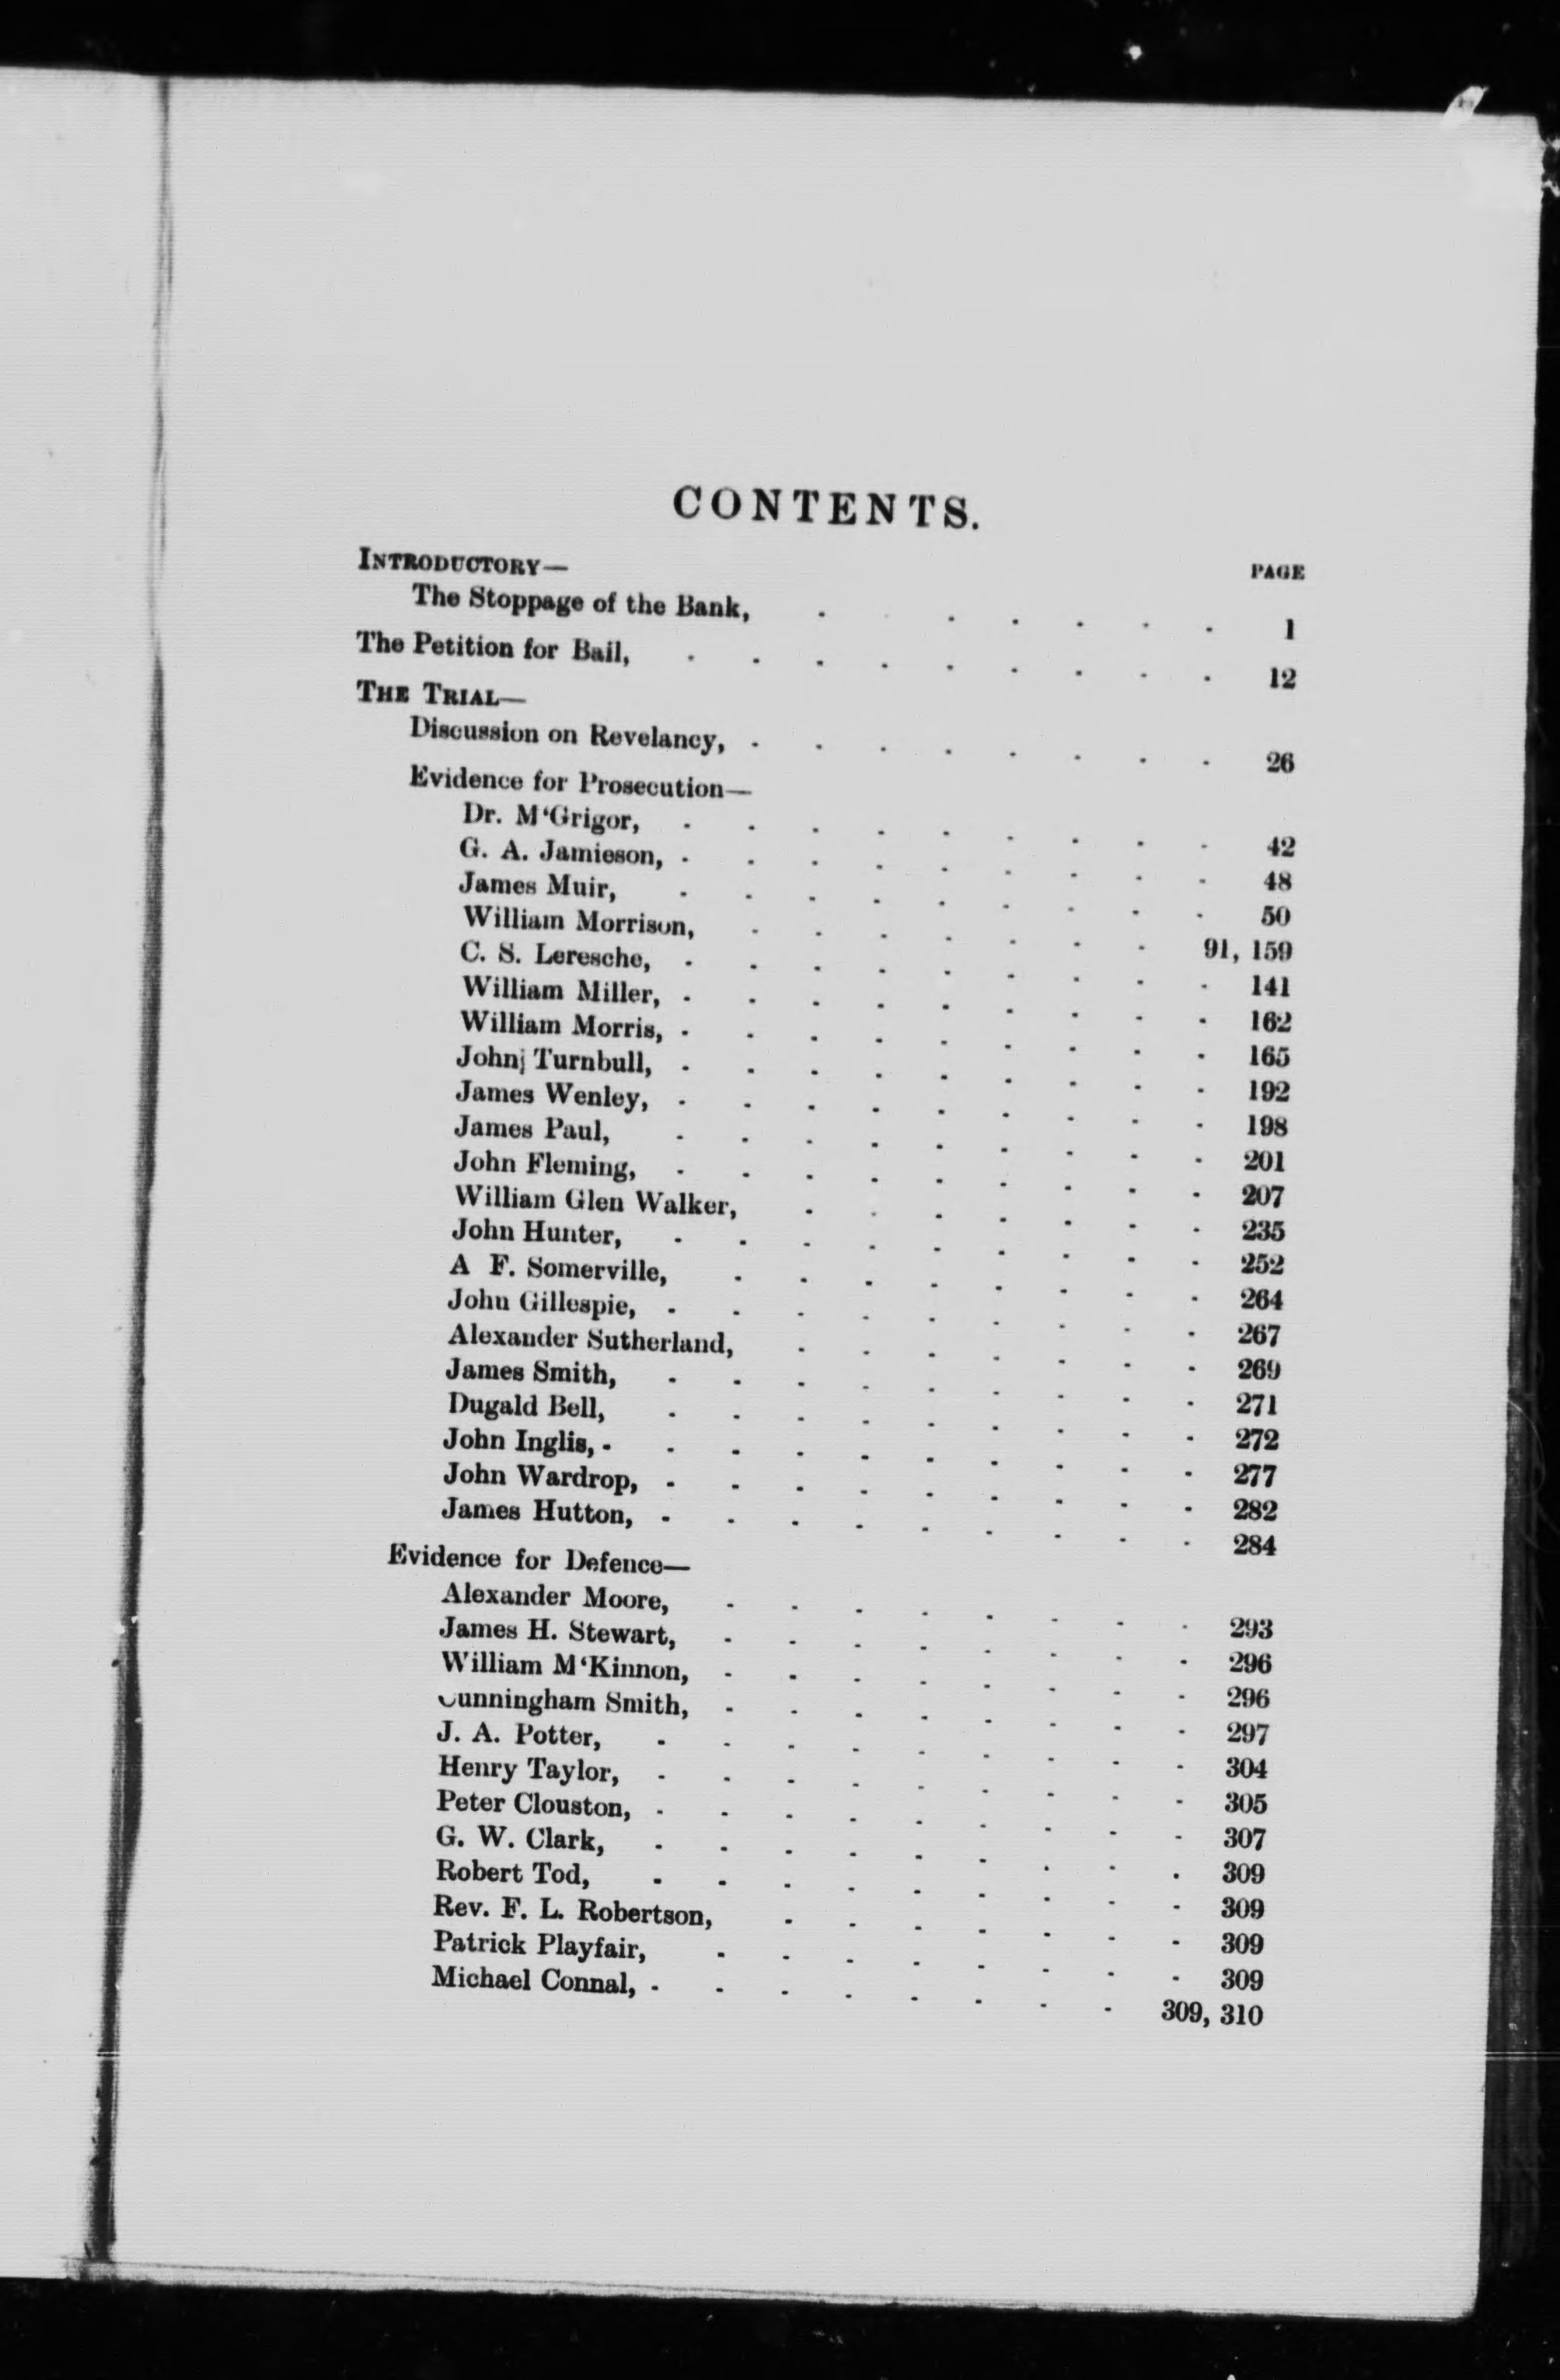 CONTENTS.
PAGE
INTRODUCTORY—
The Stoppage of the Bank, 1
The Petition for Bail, 12
THE TRIAL—
Discussion on Revelancy, 26
Evidence for Prosecution—
Dr. M‘Grigor, 42
G. A. Jamieson, 48
James Muir, 50
William Morrison, 91, 159
C. S. Leresche, 141
William Miller, 162
William Morris, 165
John Turnbull, 192
James Wenley, 198
James Paul, 201
John Fleming, 207
William Glen Walker, 235
John Hunter, 252
A F. Somerville, 264
John Gillespie, 267
Alexander Sutherland, 269
James Smith, 271
Dugald Bell, 272
John Inglis, 277
John Wardrop, 282
James Hutton, 284
Evidence for Defence—
Alexander Moore, 293
James H. Stewart, 296
William M‘Kinnon, 296
Cunningham Smith, 297
J. A. Potter, 304
Henry Taylor, 305
Peter Clouston, 307
G. W. Clark, 309
Robert Tod, 309
Rev. F. L. Robertson, 309
Patrick Playfair, 309
Michael Connal, 309, 310